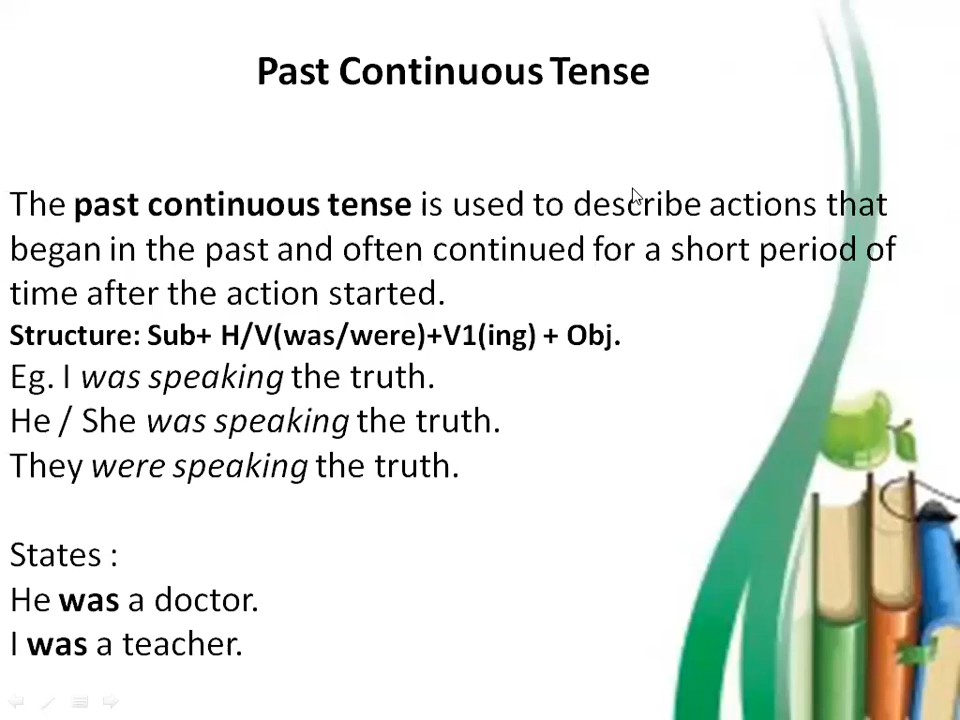 Past Continuous Tense
The past continuous tense is used to describe actions that
began in the past and often continued for a short period of
time after the action started.
Structure: Sub+ H/V(was/were)+V1(ing) + Obj.
Eg. I was speaking the truth.
He / She was speaking the truth.
They were speaking the truth.
States :
He was a doctor.
I was a teacher.